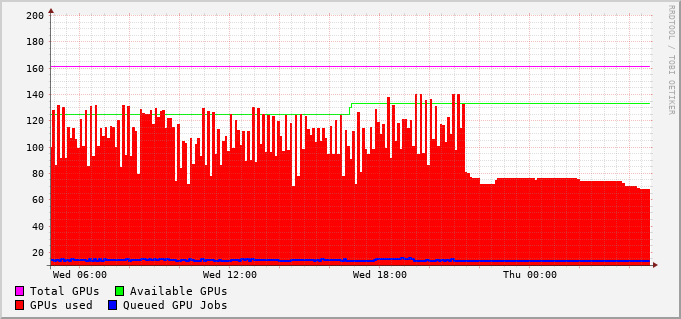 200
180
160
140
120
100
80
60
40
20
Wed 06:00 Wed 12:00 Wed 18:00 Thu 00:00
Total GPUs Available GPUs
GPUs used Queued GPU Jobs
RRDTOOL / TOBI OETIKER